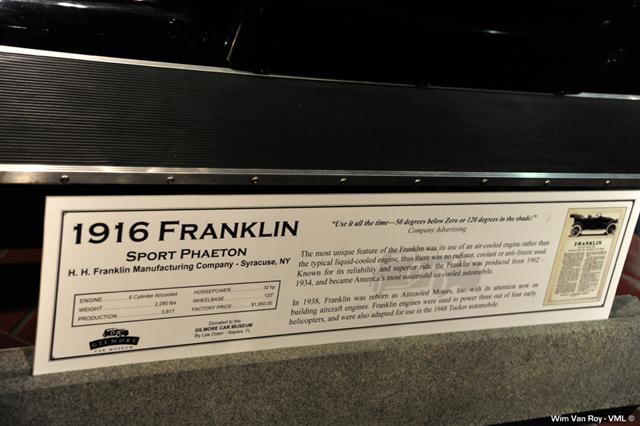 1916 FRANKLIN
SPORT PHAETON
H. H. Franklin Manufacturing Company - Syracuse, NY
ENGINE 6 Cylinder Aircooled
WEIGHT 2,280 lbs
PRODUCTION 3,817
HORSEPOWER 32 hp
WHEELBASE 120"
FACTORY PRICE $1,950.00
GILMORE
CAR MUSEUM
Donated to the
GILMORE CAR MUSEUM
By Lee Doerr - Naples, FL
"Use it all the time—50 degrees below Zero or 120 degrees in the shade!"
Company Advertising
The most unique feature of the Franklin was its use of an air-cooled engine rather than
the typical liquid-cooled engine, thus there was no radiator, coolant or anti-freeze used.
Known for its reliability and superior ride, the Franklin was produced from 1902 –
1934, and became America's most successful air-cooled automobile.
In 1938, Franklin was reborn as Aircooled Motors, Inc. with its attention now on
building aircraft engines. Franklin engines were used to power three out of four early
helicopters, and were also adapted for use in the 1948 Tucker automobile.
FRANKLIN
Wim Van Roy - VML ©